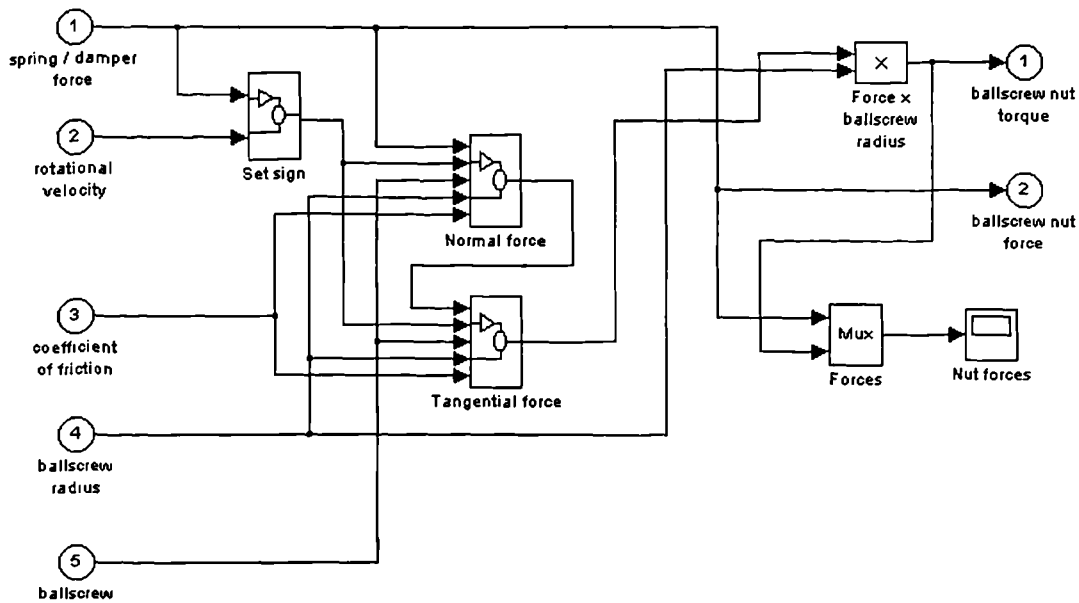 1
spring / damper
force
2
rotational
velocity
Set sign
Normal force
3
coefficient
of friction
Tangential force
4
ballscrew
radius
5
ballscrew
×
Force x
ballscrew
radius
1
ballscrew nut
torque
2
ballscrew nut
force
Mux
Forces
Nut forces